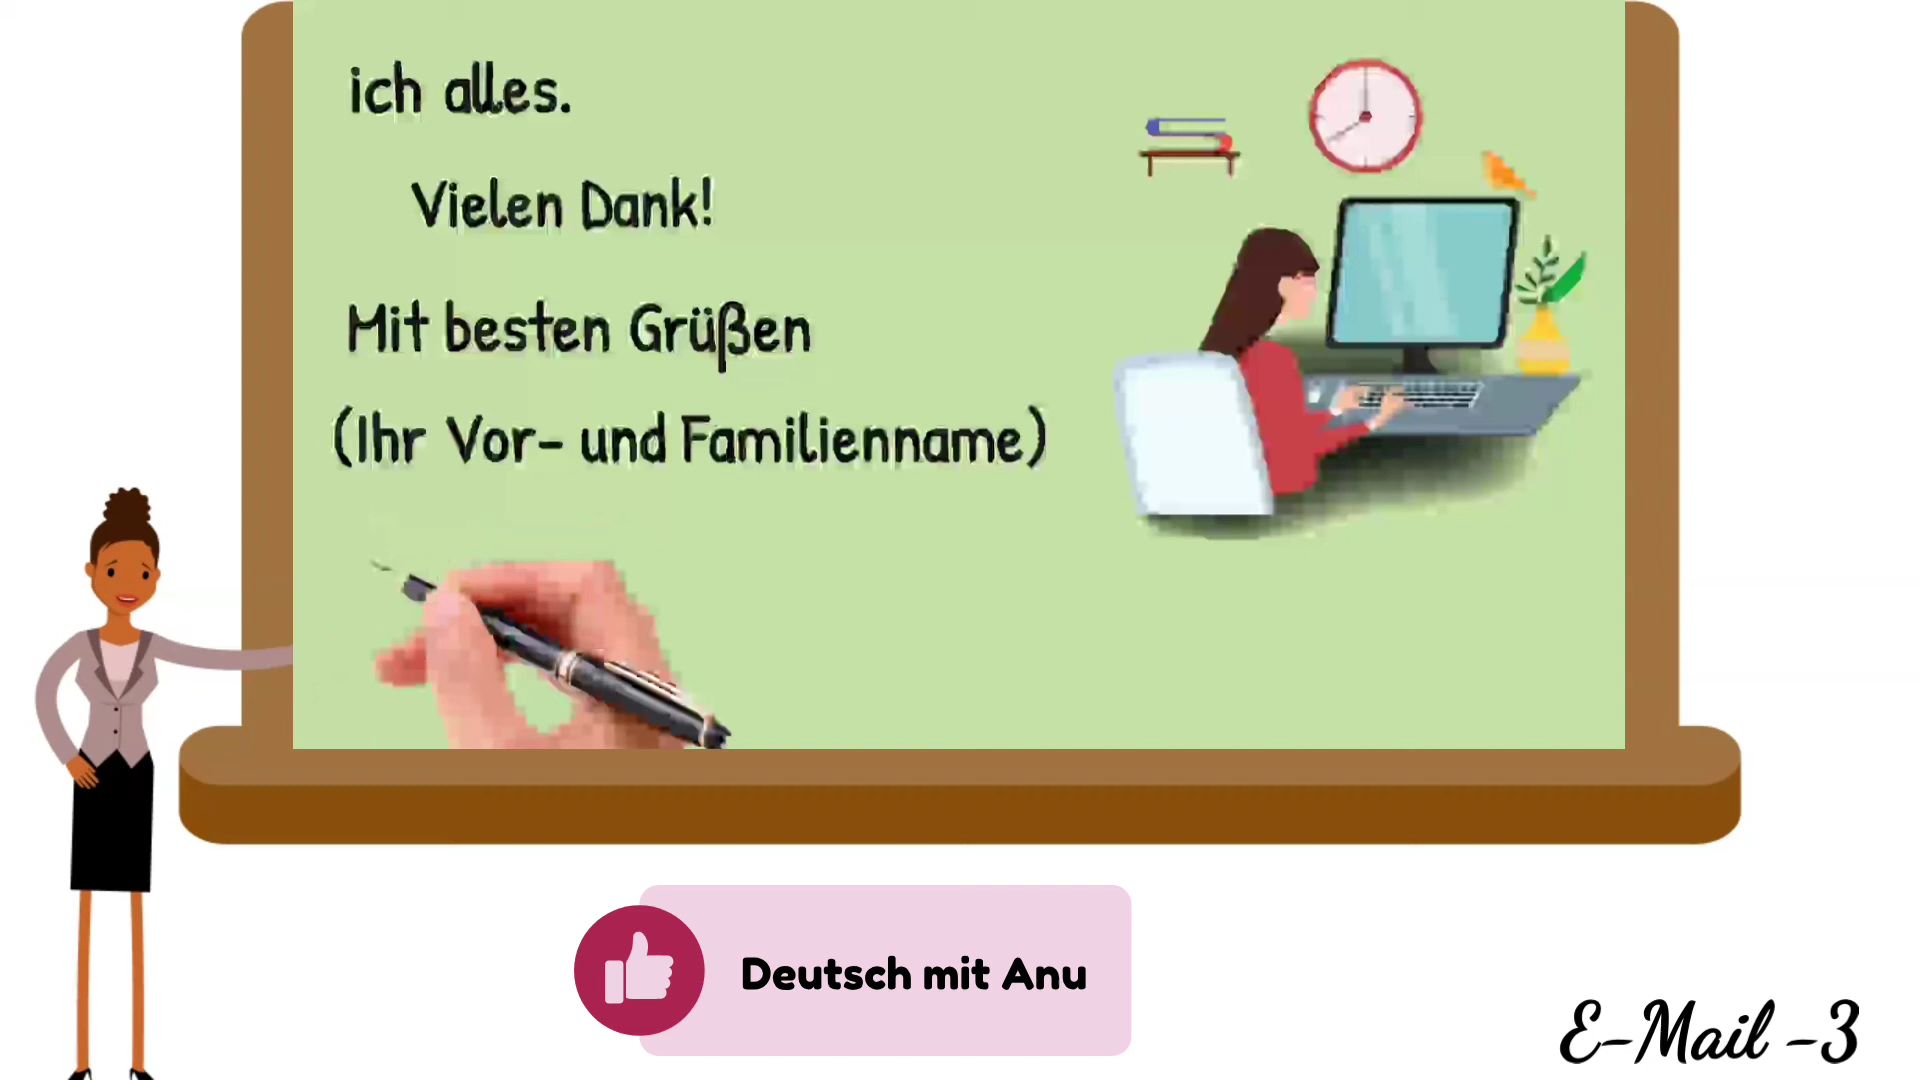 ich alles.
Vielen Dank!
Mit besten Grüßen
(Ihr Vor- und Familienname)
Deutsch mit Anu
E-Mail -3